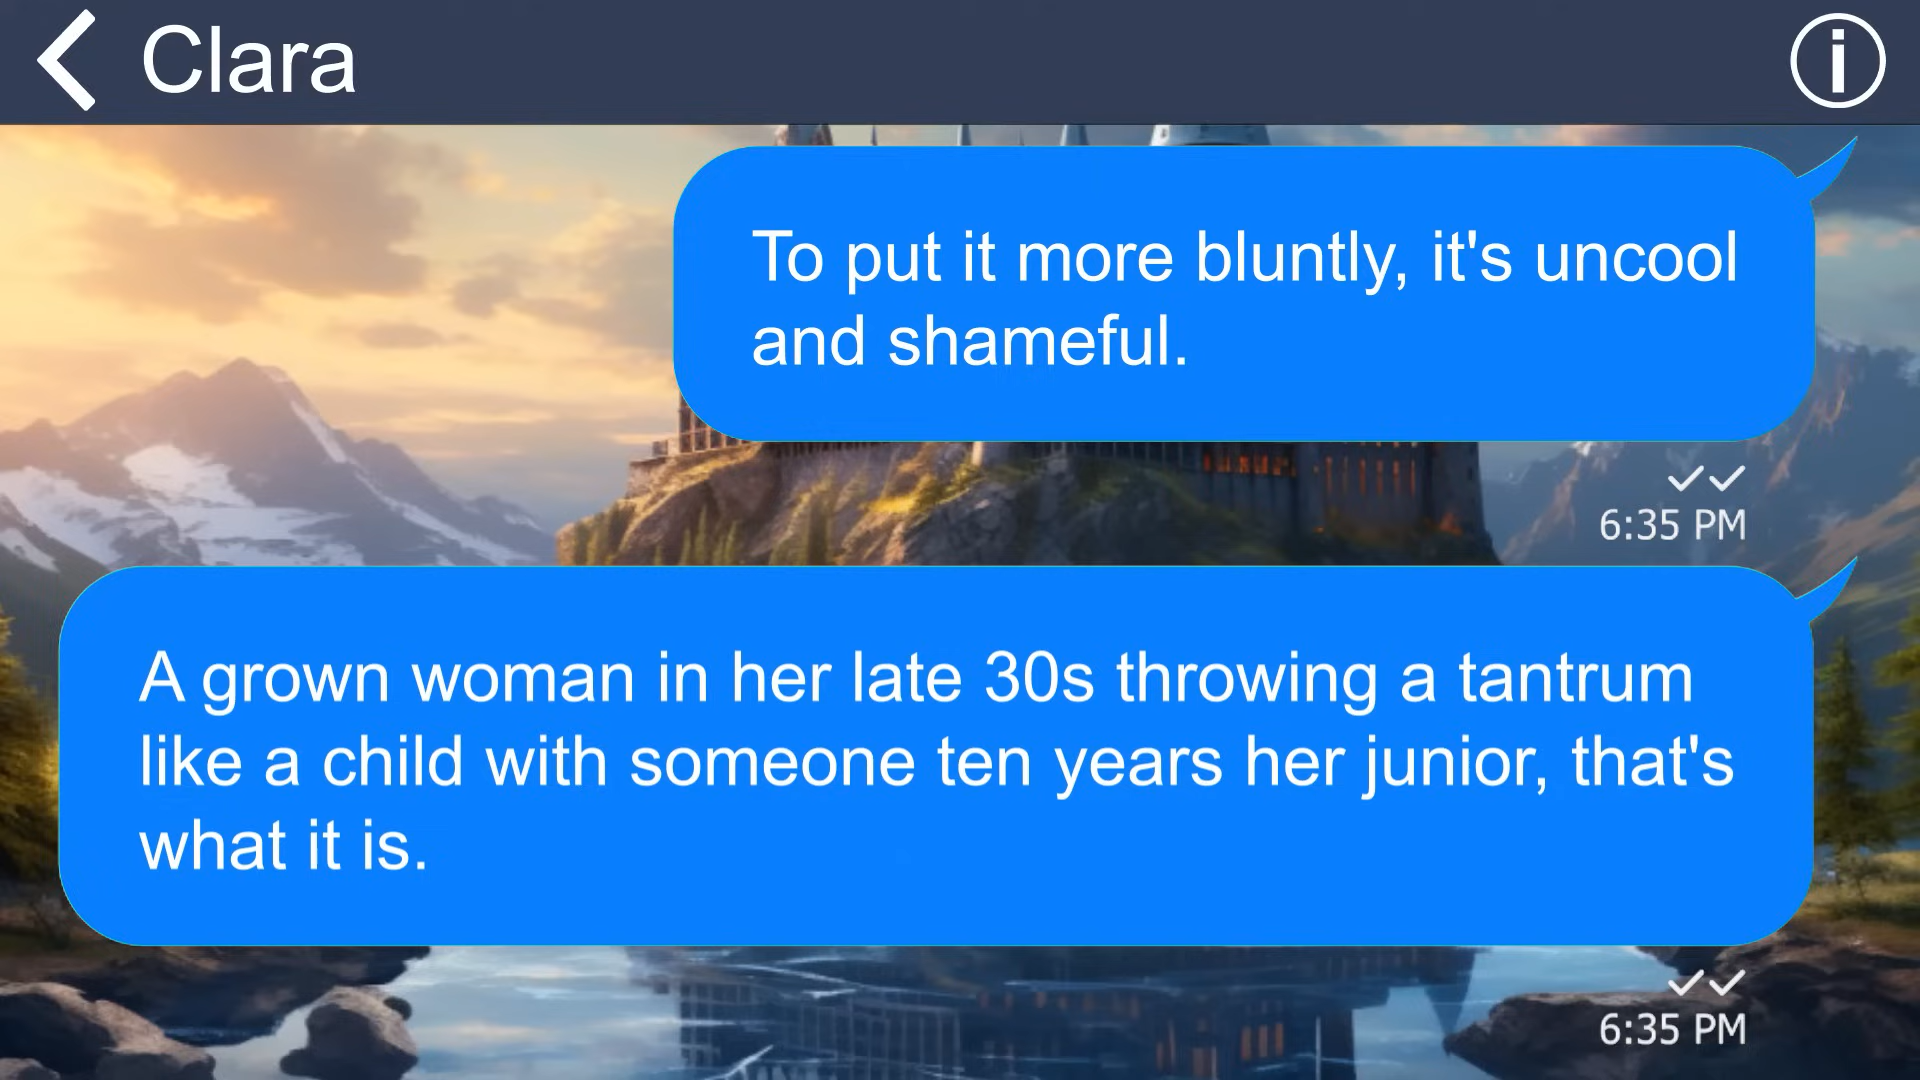 Clara
To put it more bluntly, it's uncool
and shameful.
6:35 PM
A grown woman in her late 30s throwing a tantrum
like a child with someone ten years her junior, that's
what it is.
6:35 PM